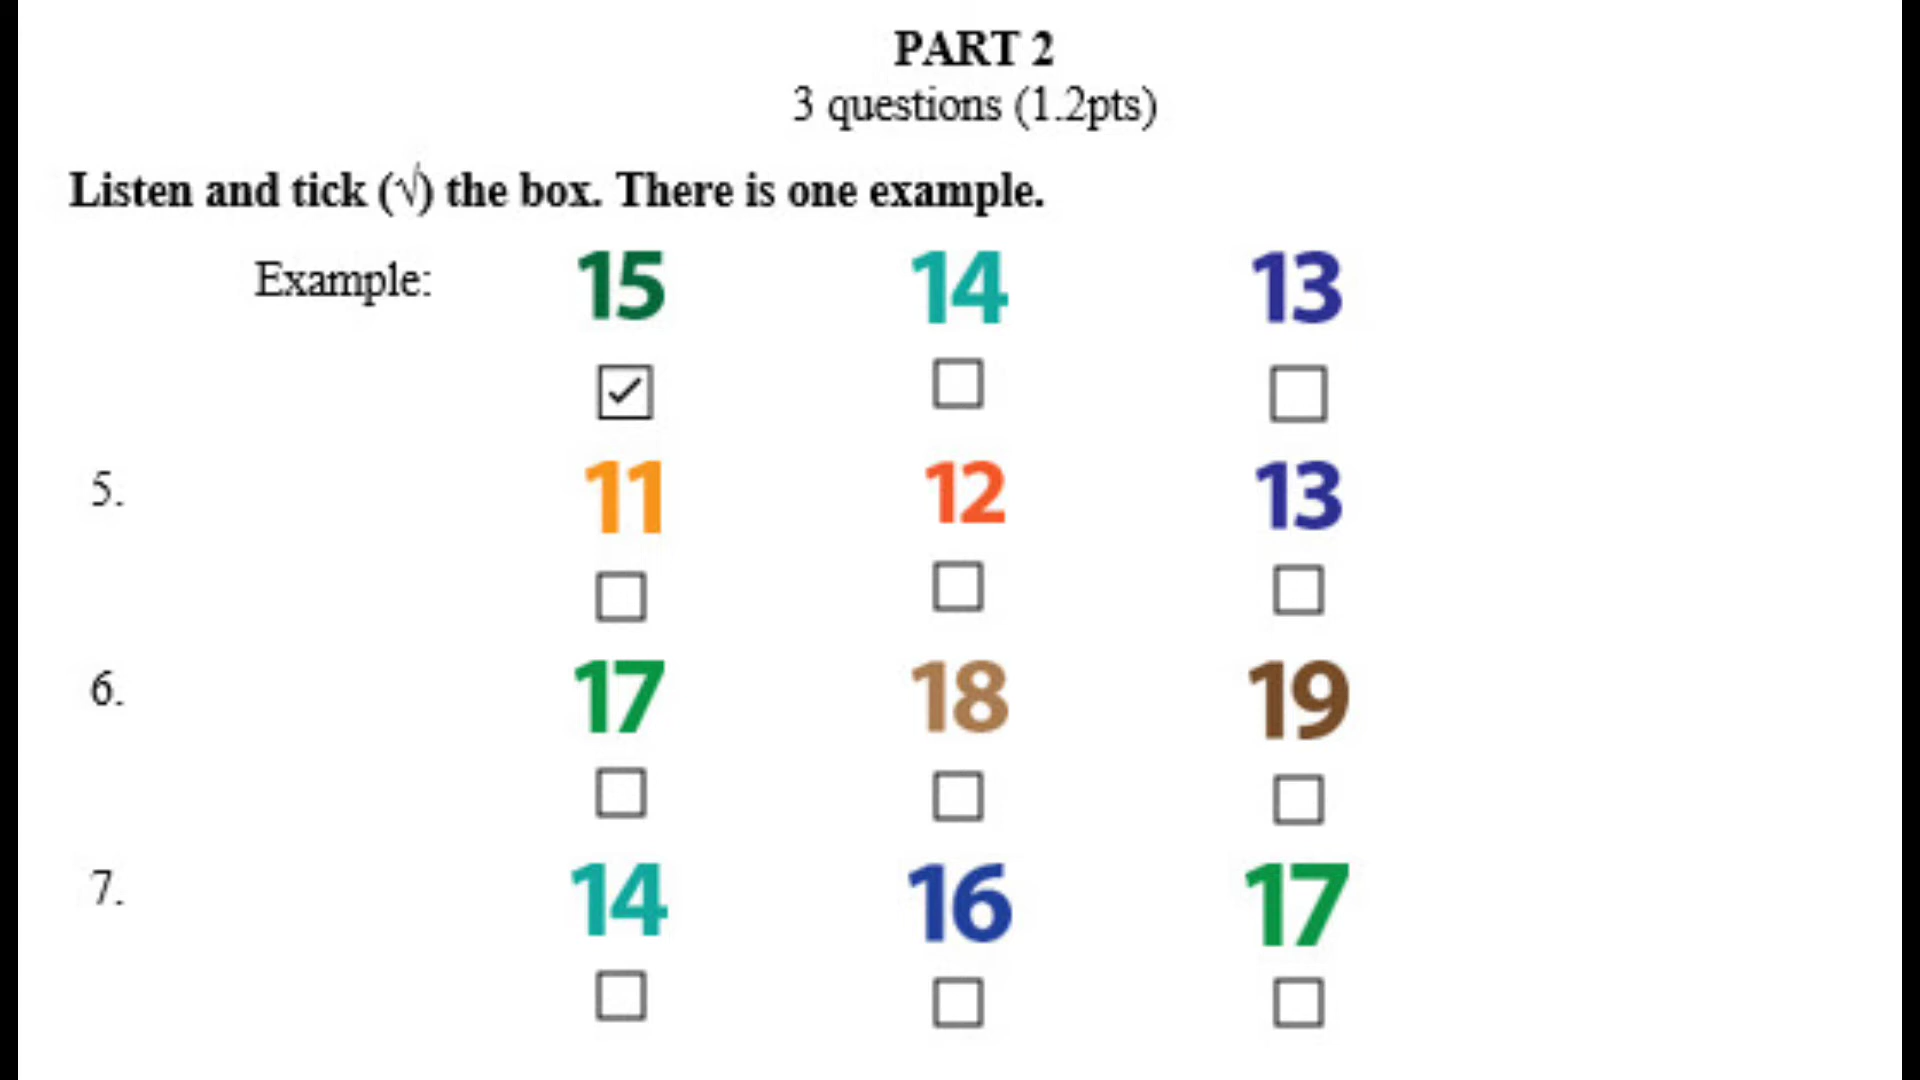 PART 2
3 questions (1.2pts)
Listen and tick (√) the box. There is one example.
Example: 15 14 13
5. 11 12 13
6. 17 18 19
7. 14 16 17